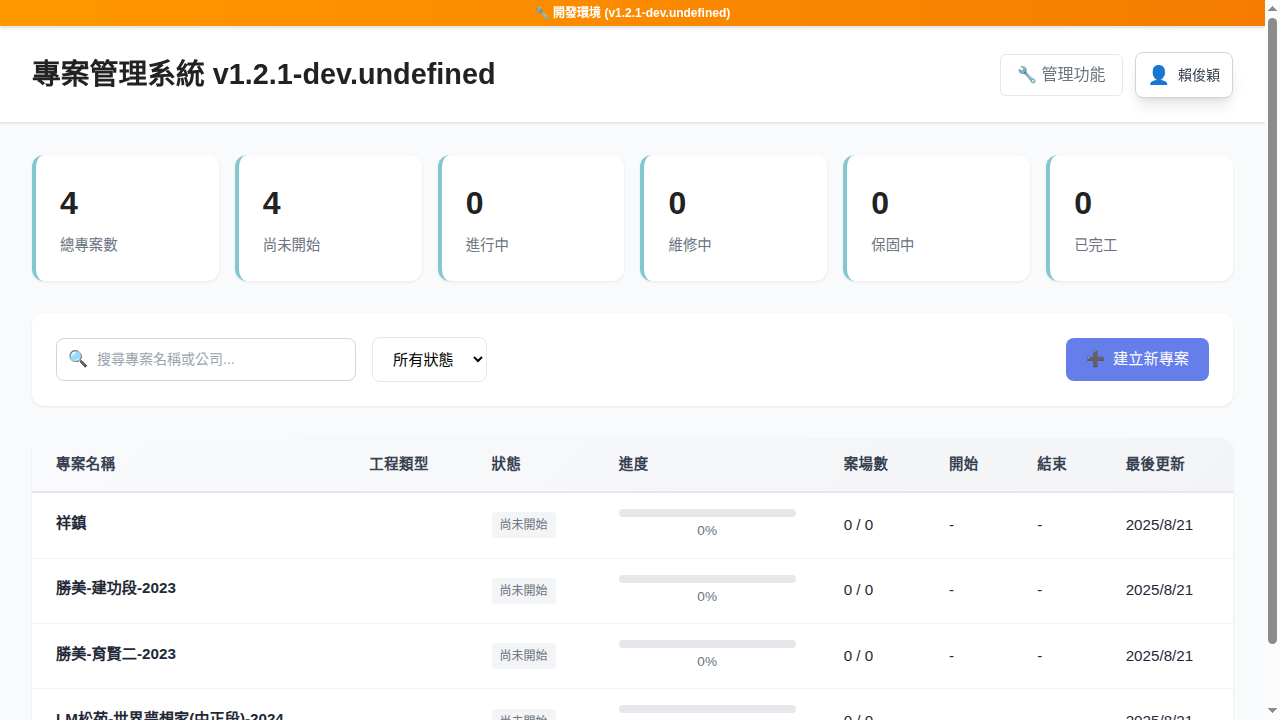 🔧 開發環境 (v1.2.1-dev.undefined)
專案管理系統 v1.2.1-dev.undefined
🔧 管理功能
👤 賴俊穎
4
總專案數
4
尚未開始
0
進行中
0
維修中
0
保固中
0
已完工
🔍 搜尋專案名稱或公司...
所有狀態
➕ 建立新專案
專案名稱 工程類型 狀態 進度 案場數 開始 結束 最後更新
祥鎮 尚未開始 0% 0 / 0 - - 2025/8/21
勝美-建功段-2023 尚未開始 0% 0 / 0 - - 2025/8/21
勝美-育賢二-2023 尚未開始 0% 0 / 0 - - 2025/8/21
LM松苑-世界夢想家(中正段)-2024 尚未開始 0 / 0 2025/8/21